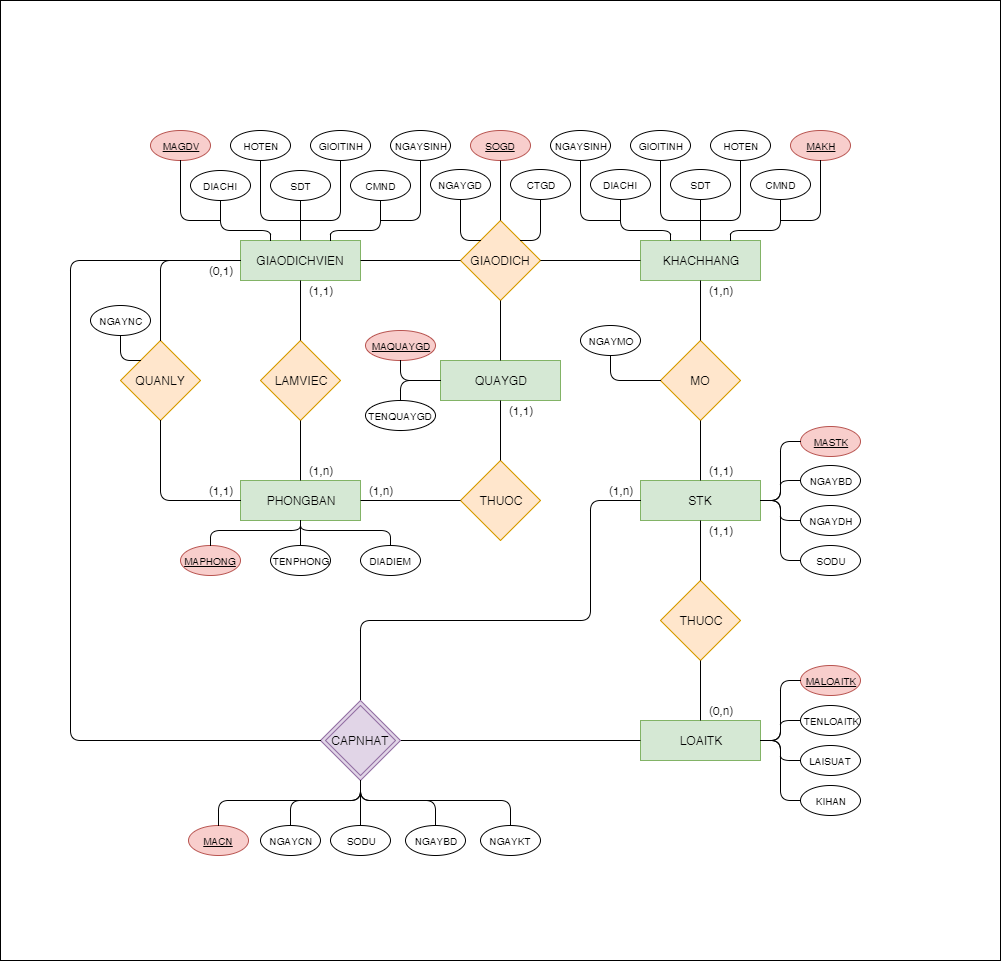 MAGDV
HOTEN
GIOITINH
NGAYSINH
SOGD
NGAYSINH
GIOITINH
HOTEN
MAKH
DIACHI
SDT
CMND
NGAYGD
CTGD
DIACHI
SDT
CMND
GIAODICHVIEN
GIAODICH
KHACHHANG
(0,1)
(1,1)
(1,n)
NGAYNC
MAQUAYGD
NGAYMO
QUANLY
LAMVIEC
QUAYGD
MO
TENQUAYGD
(1,1)
MASTK
(1,n)
(1,1)
(1,1)
(1,n)
(1,n)
NGAYBD
PHONGBAN
THUOC
STK
NGAYDH
(1,1)
MAPHONG
TENPHONG
DIADIEM
SODU
THUOC
MALOAITK
(0,n)
TENLOAITK
CAPNHAT
LOAITK
LAISUAT
KIHAN
MACN
NGAYCN
SODU
NGAYBD
NGAYKT